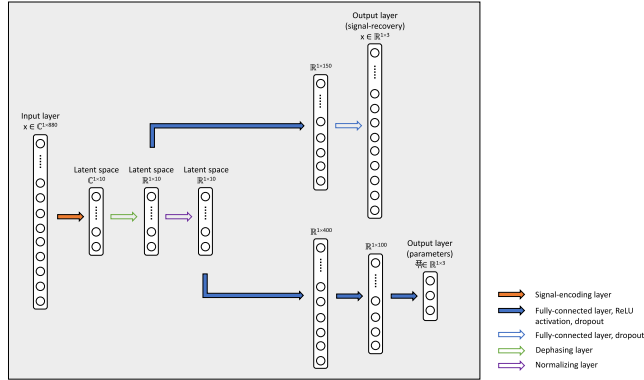 Output layer
(signal-recovery)
x ∈ ℝ1×3
ℝ1×150
Input layer
x ∈ ℂ1×880
Latent space
ℂ1×10
Latent space
ℝ1×10
Latent space
ℝ1×10
ℝ1×400
ℝ1×100
Output layer
(parameters)
∈ ℝ1×3
Signal-encoding layer
Fully-connected layer, ReLU
activation, dropout
Fully-connected layer, dropout
Dephasing layer
Normalizing layer